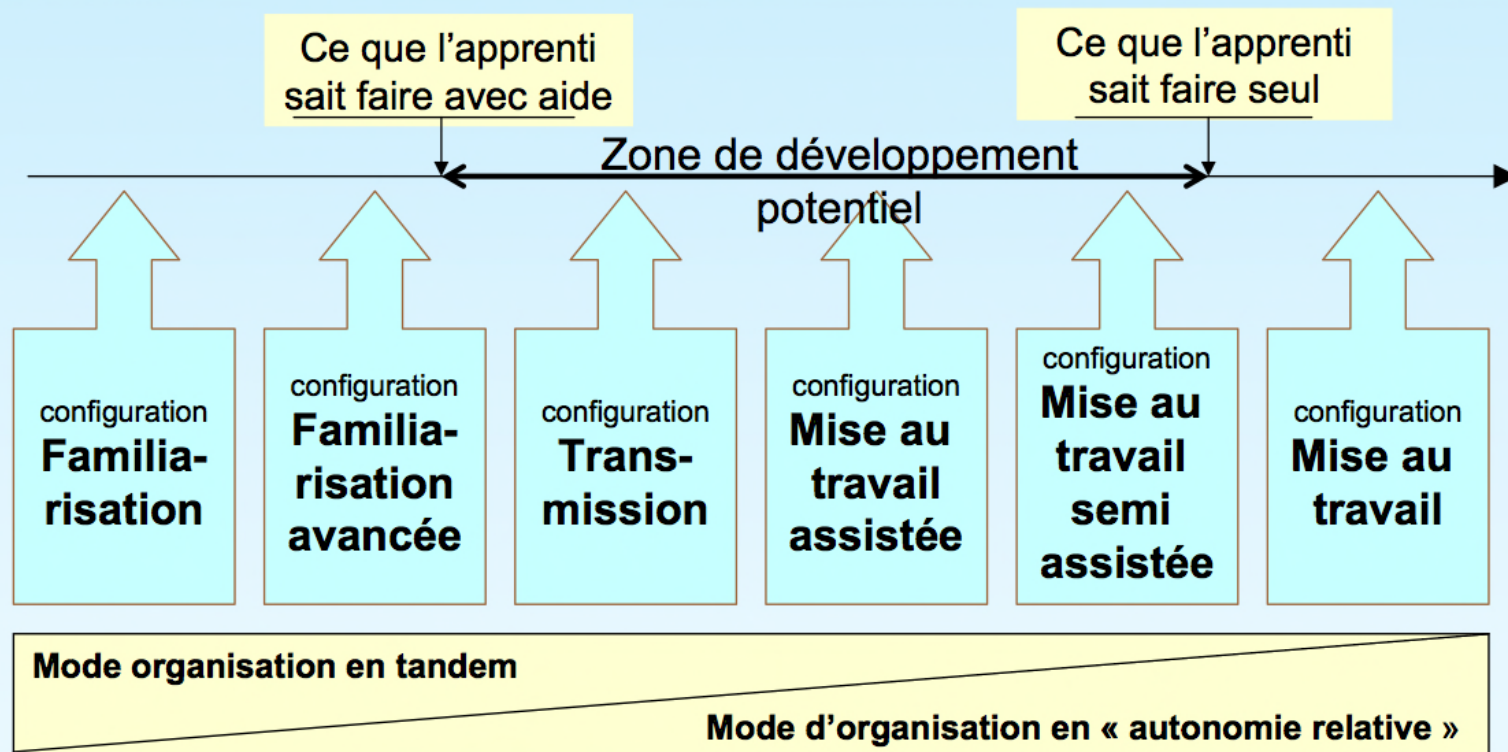 Ce que l’apprenti
sait faire avec aide
Ce que l’apprenti
sait faire seul
Zone de développement
potentiel
configuration
Familia-
risation
configuration
Familia-
risation
avancée
configuration
Trans-
mission
configuration
Mise au
travail
assistée
configuration
Mise au
travail
semi
assistée
configuration
Mise au
travail
Mode organisation en tandem
Mode d’organisation en « autonomie relative »